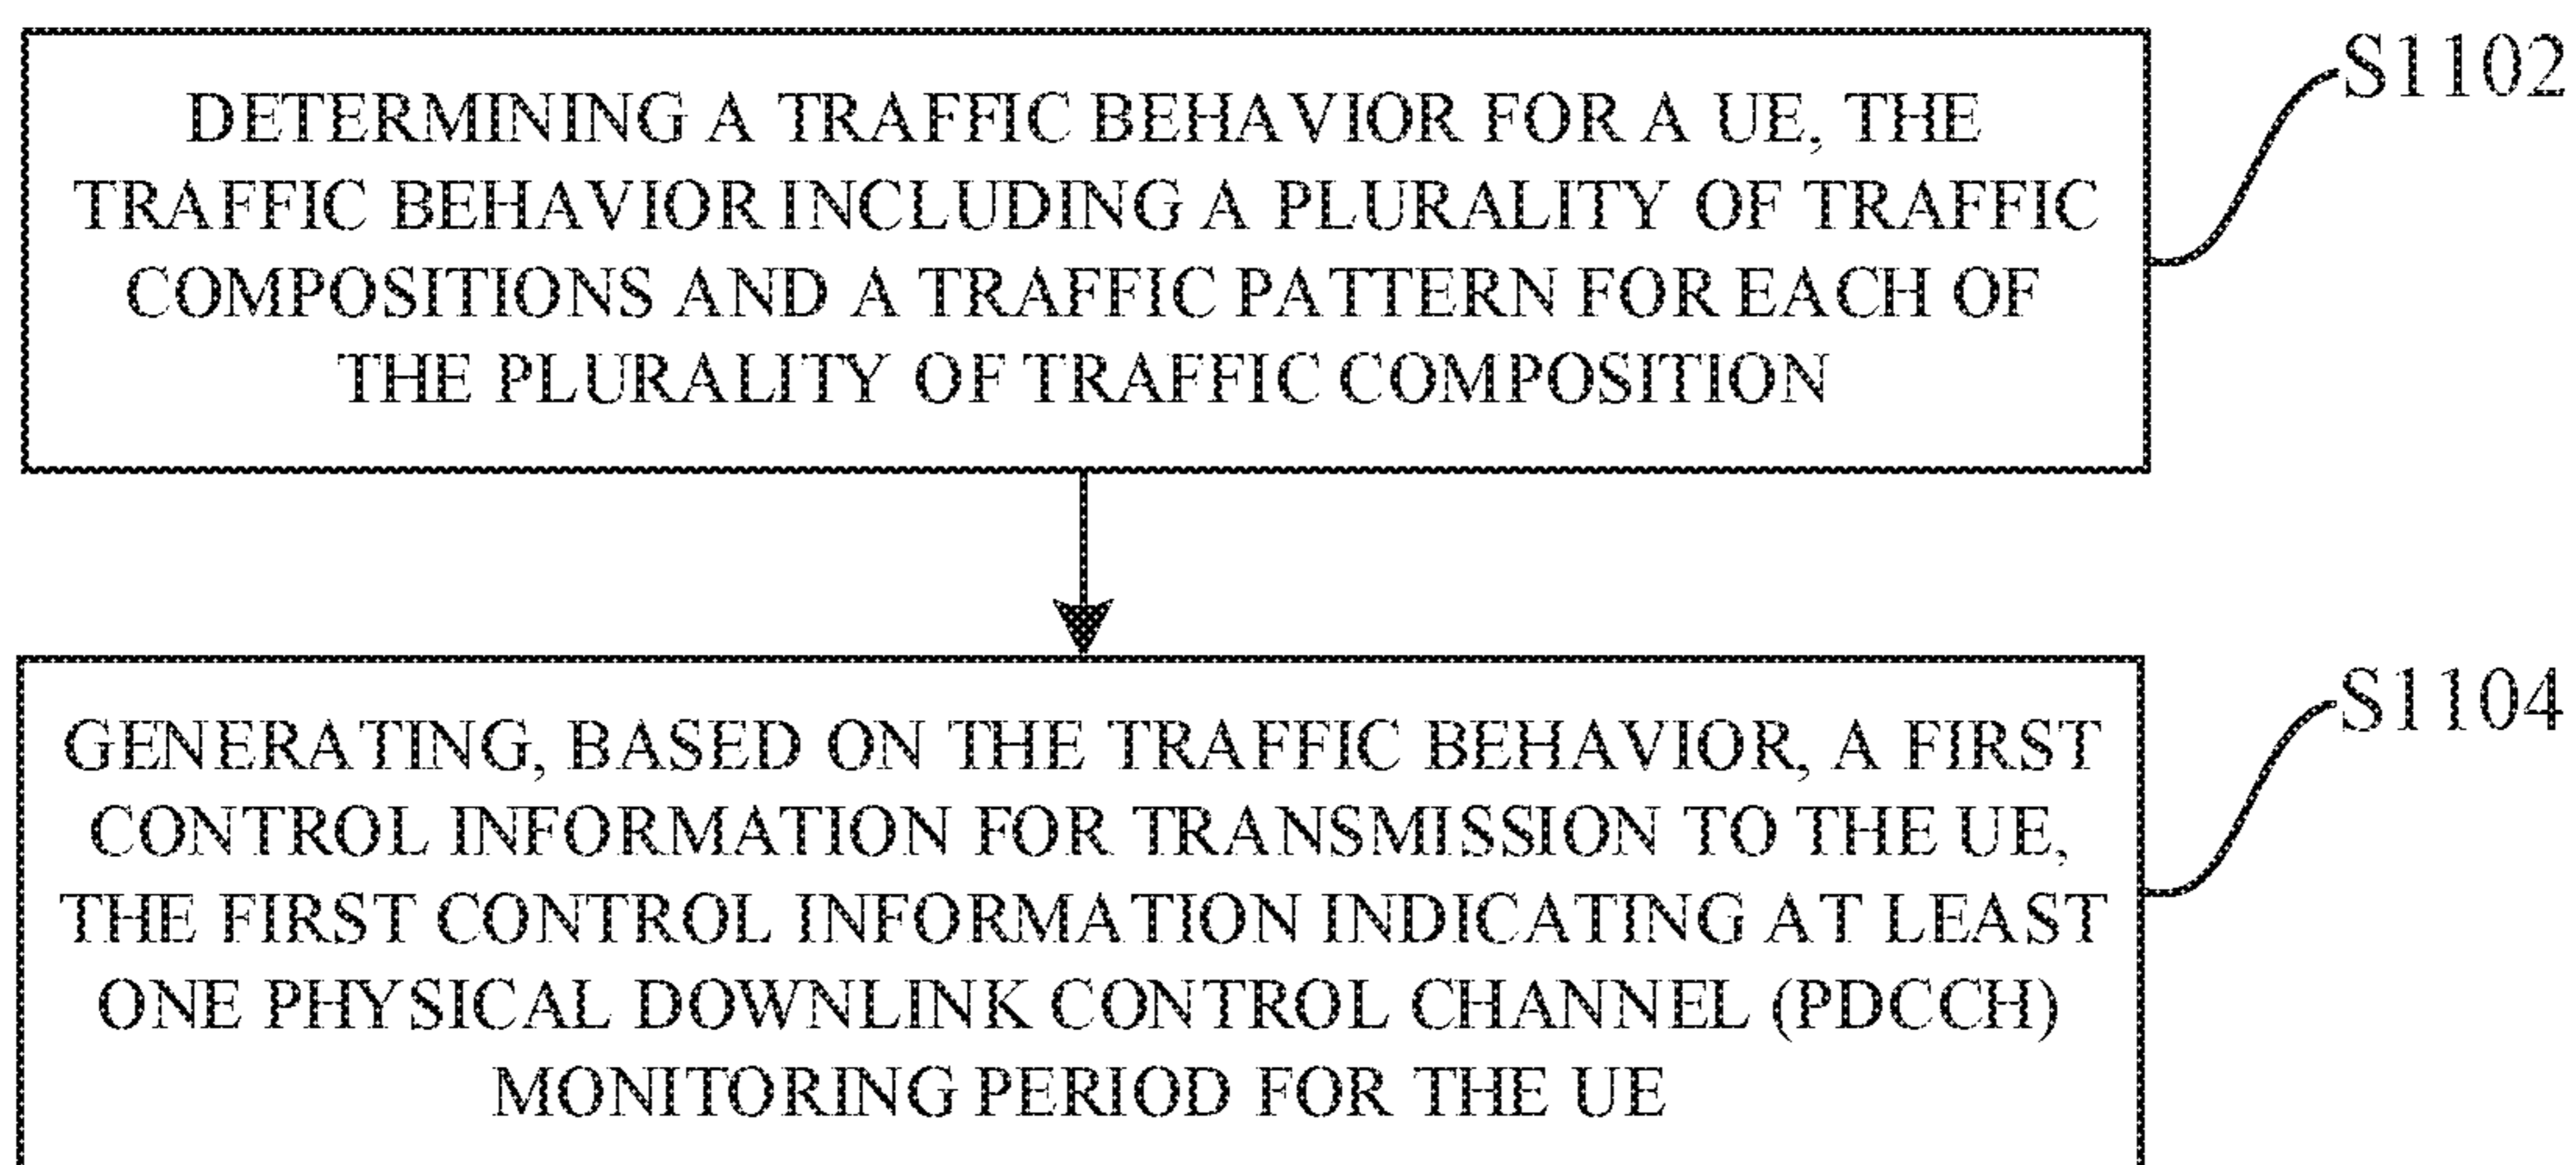 DETERMINING A TRAFFIC BEHAVIOR FOR A UE, THE
TRAFFIC BEHAVIOR INCLUDING A PLURALITY OF TRAFFIC
COMPOSITIONS AND A TRAFFIC PATTERN FOR EACH OF
THE PLURALITY OF TRAFFIC COMPOSITION
S1102
GENERATING, BASED ON THE TRAFFIC BEHAVIOR, A FIRST
CONTROL INFORMATION FOR TRANSMISSION TO THE UE,
THE FIRST CONTROL INFORMATION INDICATING AT LEAST
ONE PHYSICAL DOWNLINK CONTROL CHANNEL (PDCCH)
MONITORING PERIOD FOR THE UE
S1104